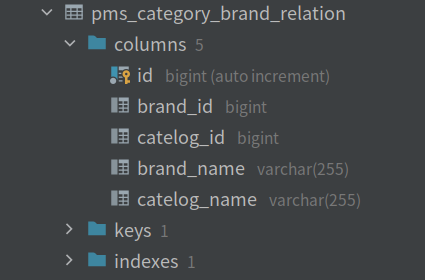 pms_category_brand_relation
columns 5
id bigint (auto increment)
brand_id bigint
catelog_id bigint
brand_name varchar(255)
catelog_name varchar(255)
keys 1
indexes 1